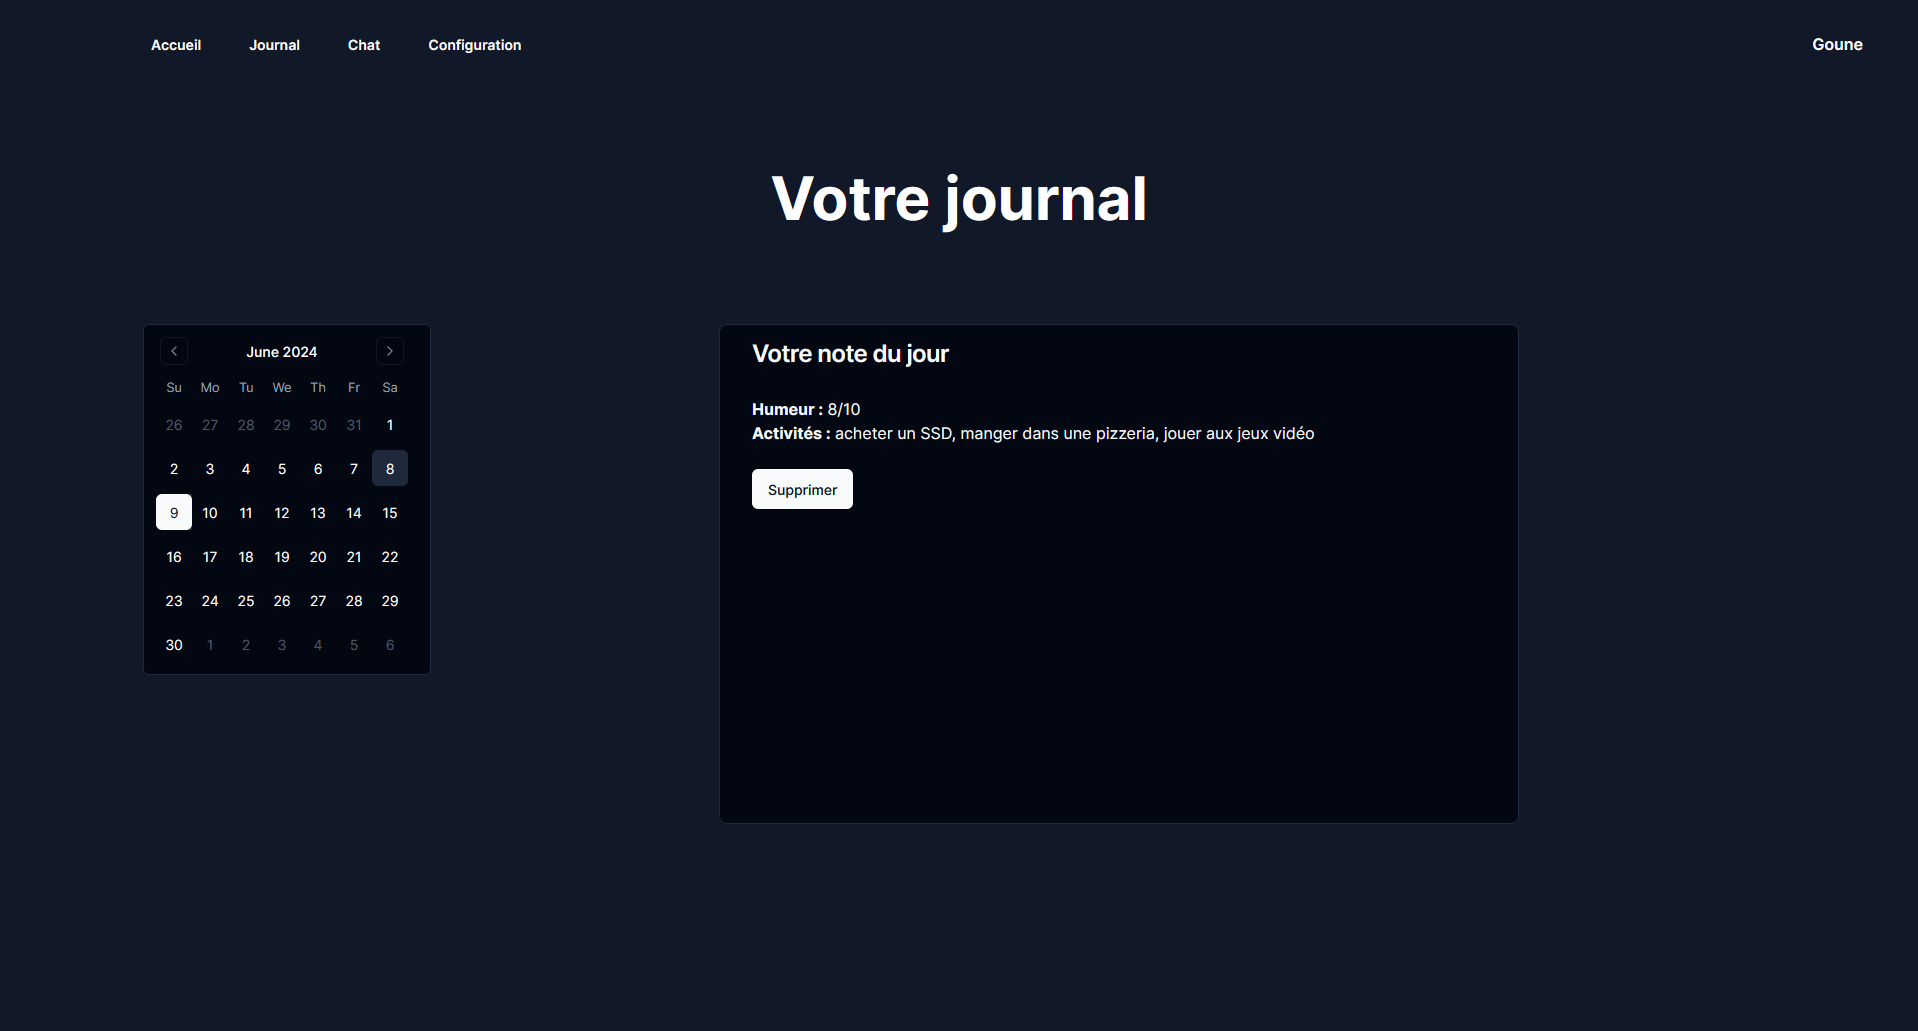 Accueil Journal Chat Configuration Goune
Votre journal
June 2024
Su Mo Tu We Th Fr Sa
26 27 28 29 30 31 1
2 3 4 5 6 7 8
9 10 11 12 13 14 15
16 17 18 19 20 21 22
23 24 25 26 27 28 29
30 1 2 3 4 5 6
Votre note du jour
Humeur : 8/10
Activités : acheter un SSD, manger dans une pizzeria, jouer aux jeux vidéo
Supprimer